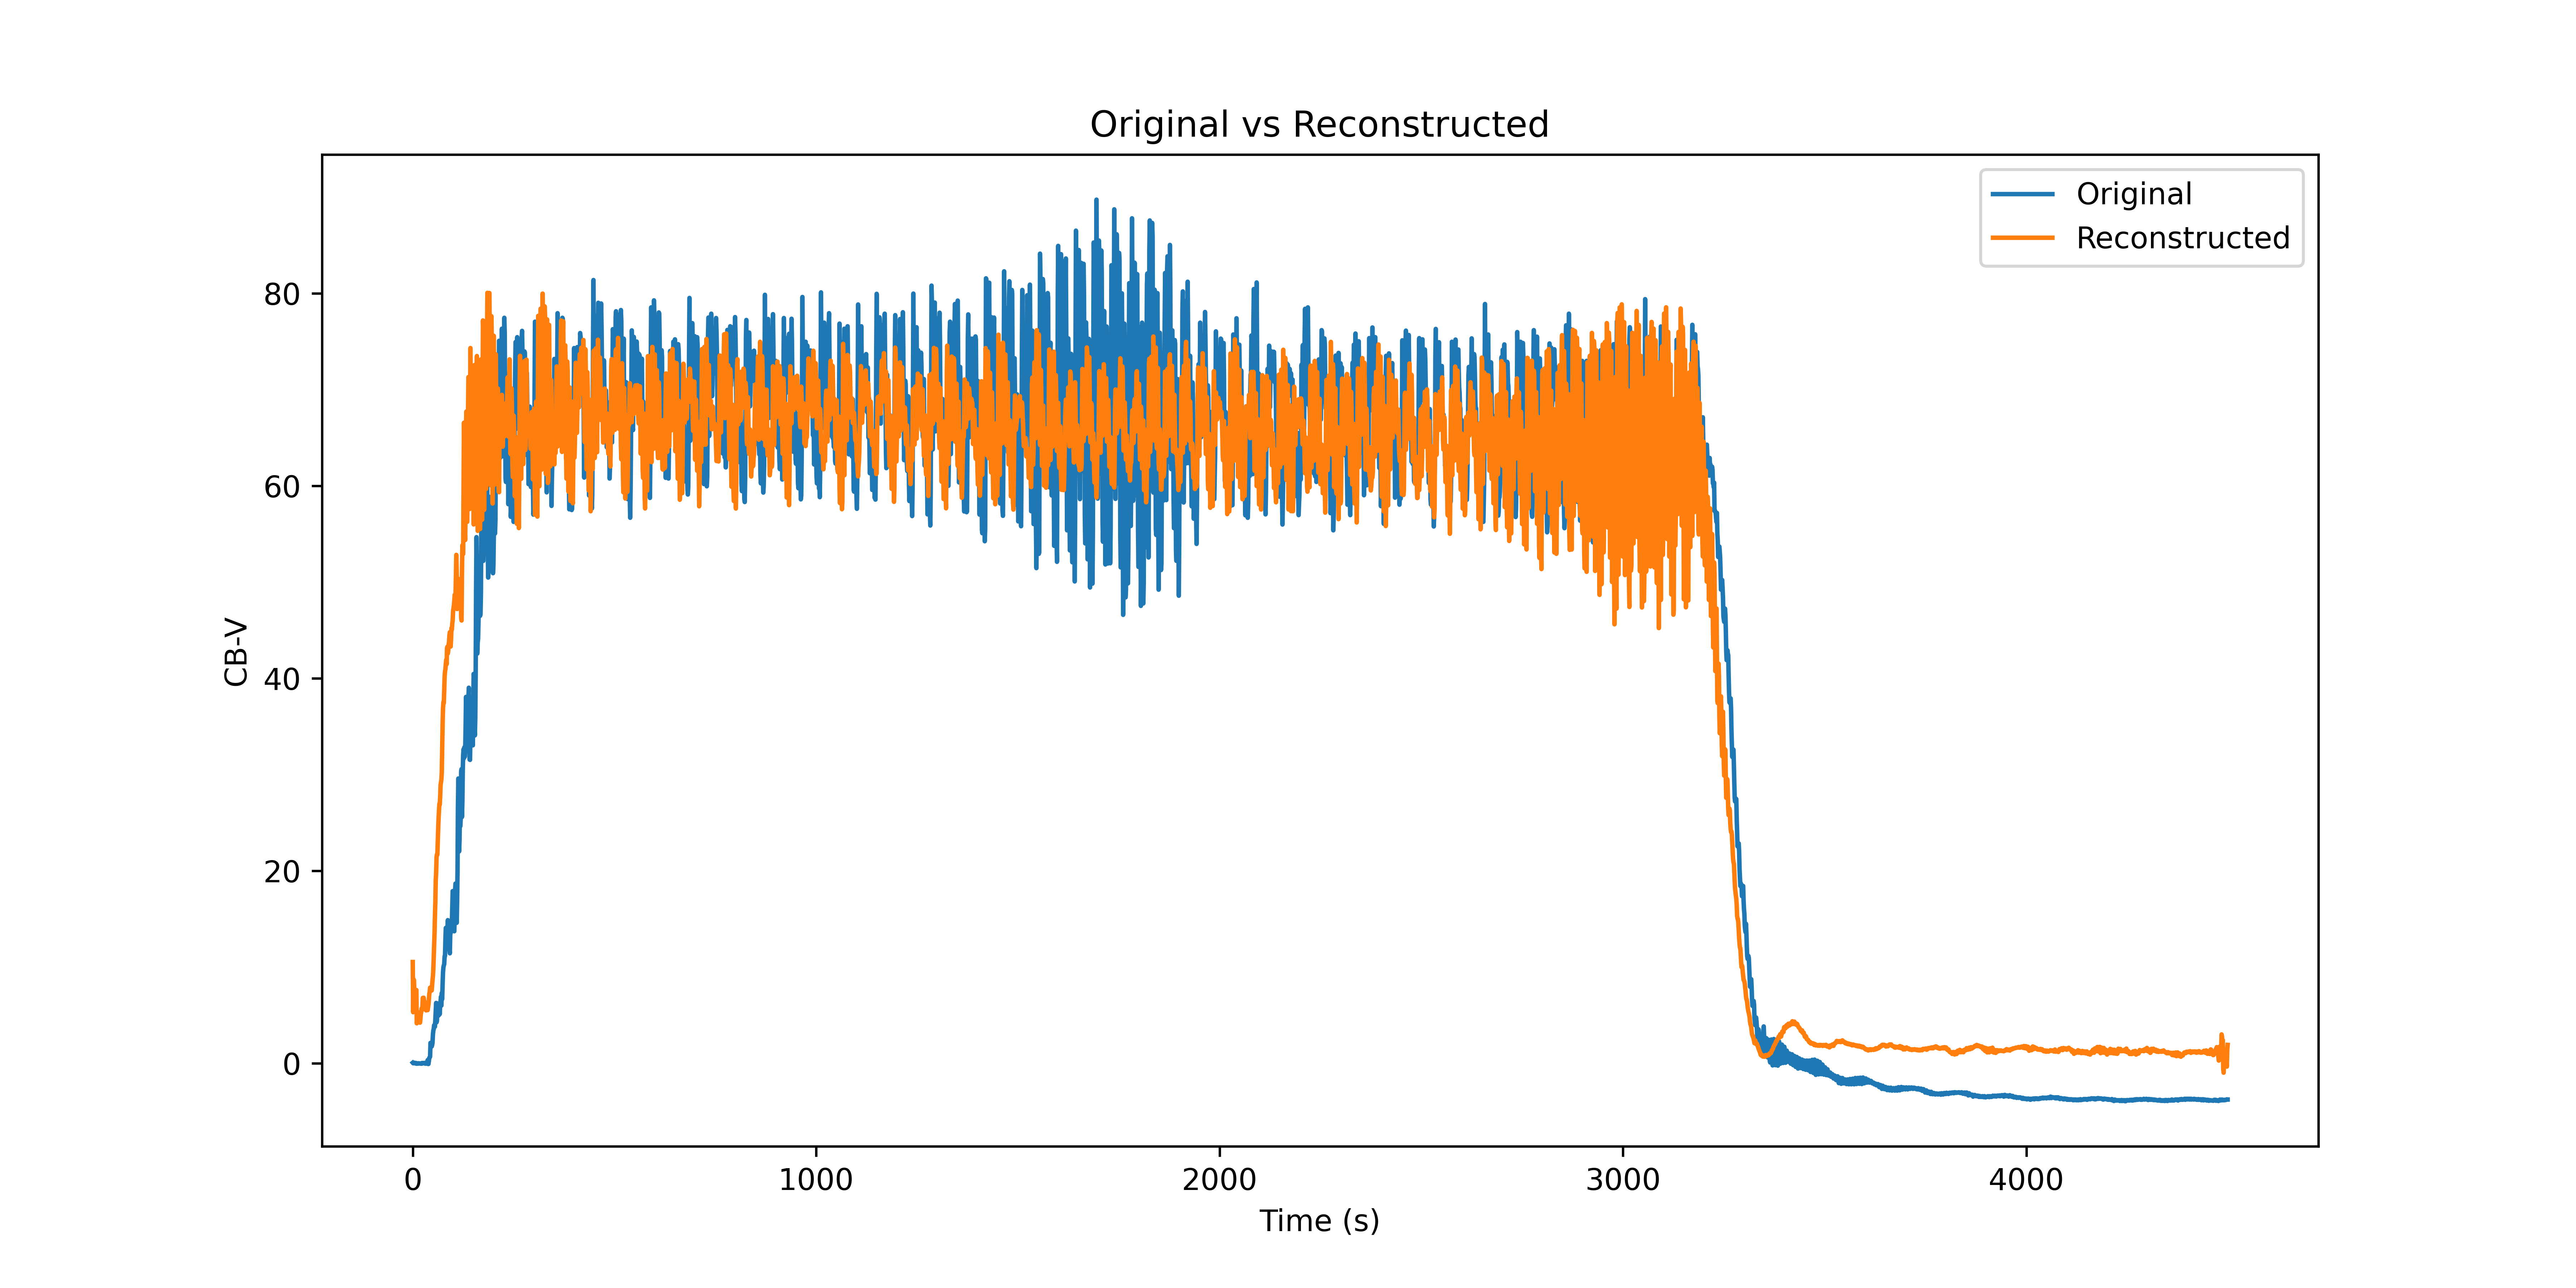 Original vs Reconstructed
Original
Reconstructed
80
60
40
20
0
CB-V
0 1000 2000 3000 4000
Time (s)